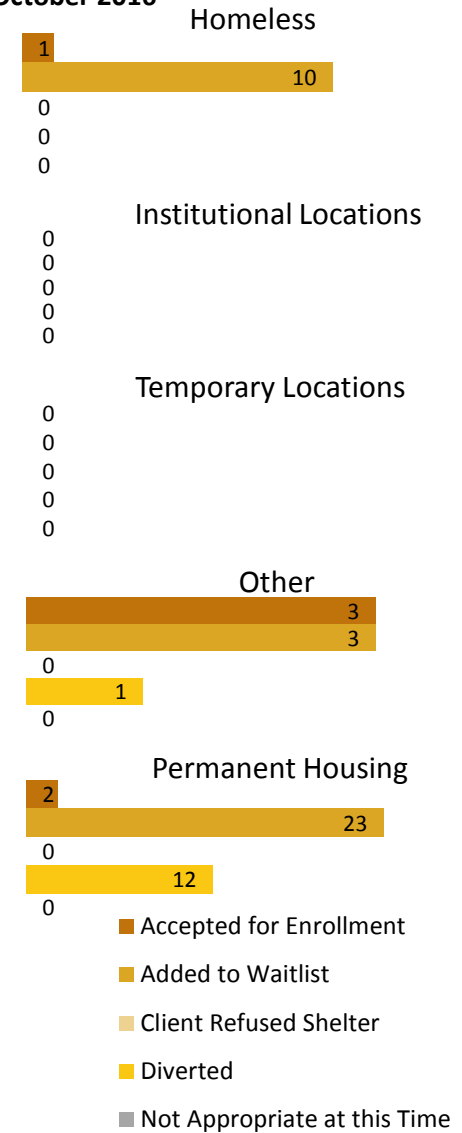 October
Homeless
1
10
0
0
0
Institutional Locations
0
0
0
0
0
Temporary Locations
0
0
0
0
0
Other
3
3
0
1
0
Permanent Housing
2
23
0
12
0
Accepted for Enrollment
Added to Waitlist
Client Refused Shelter
Diverted
Not Appropriate at this Time